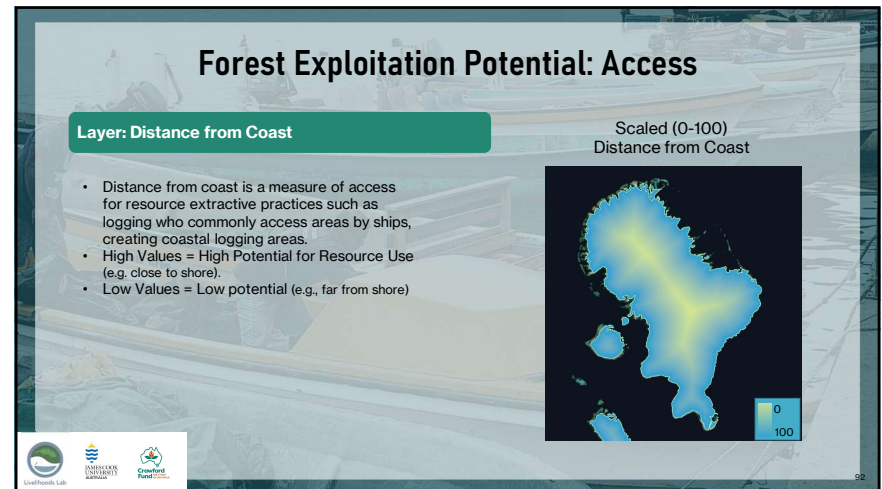 Forest Exploitation Potential: Access
Layer: Distance from Coast
• Distance from coast is a measure of access
for resource extractive practices such as
logging who commonly access areas by ships,
creating coastal logging areas.
• High Values = High Potential for Resource Use
(e.g. close to shore).
• Low Values = Low potential (e.g., far from shore)
Scaled (0-100)
Distance from Coast
0
100
Livelihoods Lab
JAMES COOK
UNIVERSITY
AUSTRALIA
Crawford
Fund
92